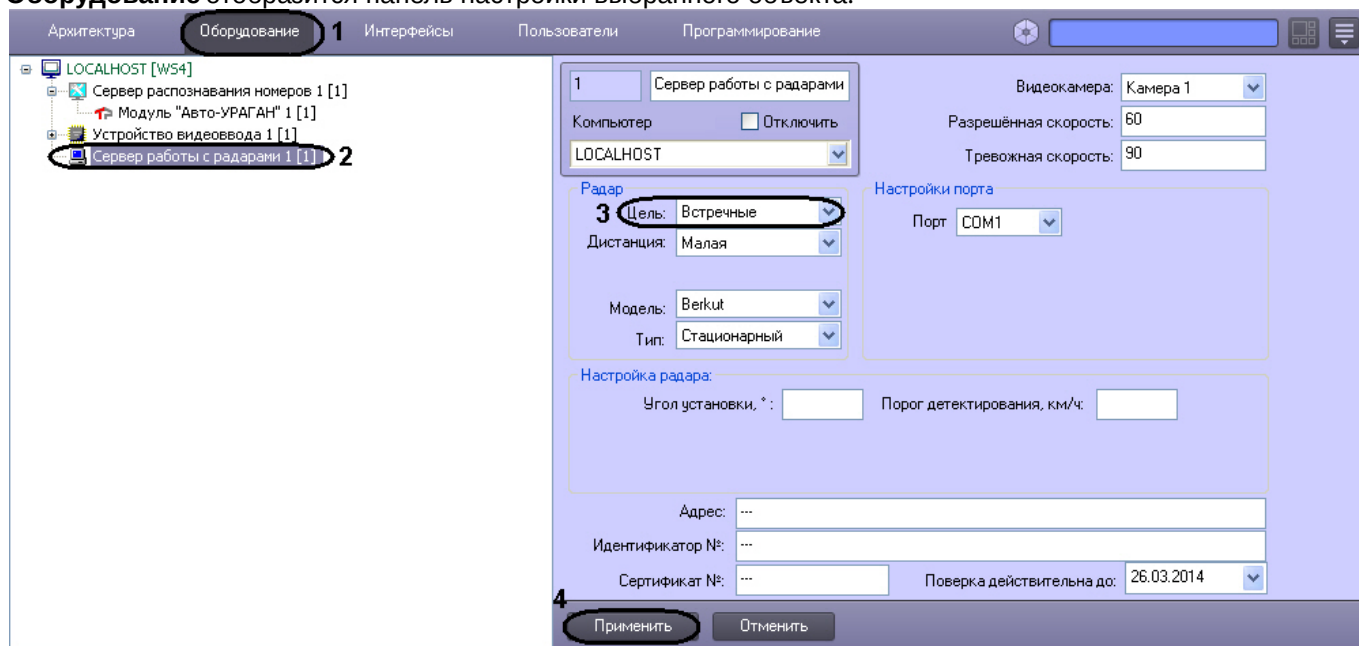 Оборудование отобразится панель настройки выбранного объекта.
Архитектура Оборудование 1 Интерфейсы Пользователи Программирование
LOCALHOST [WS4]
Сервер распознавания номеров 1 [1]
Модуль "Авто-УРАГАН" 1 [1]
Устройство видеоввода 1 [1]
Сервер работы с радарами 1 [1] 2
1 Сервер работы с радарами
Компьютер Отключить
LOCALHOST
Видеокамера: Камера 1
Разрешённая скорость: 60
Тревожная скорость: 90
Радар
3 Цель: Встречные
Дистанция: Малая
Модель: Berkut
Тип: Стационарный
Настройки порта
Порт COM1
Настройка радара:
Угол установки, ° : Порог детектирования, км/ч:
Адрес: ---
Идентификатор №: ---
Сертификат №: --- Поверка действительна до: 26.03.2014
4
Применить Отменить